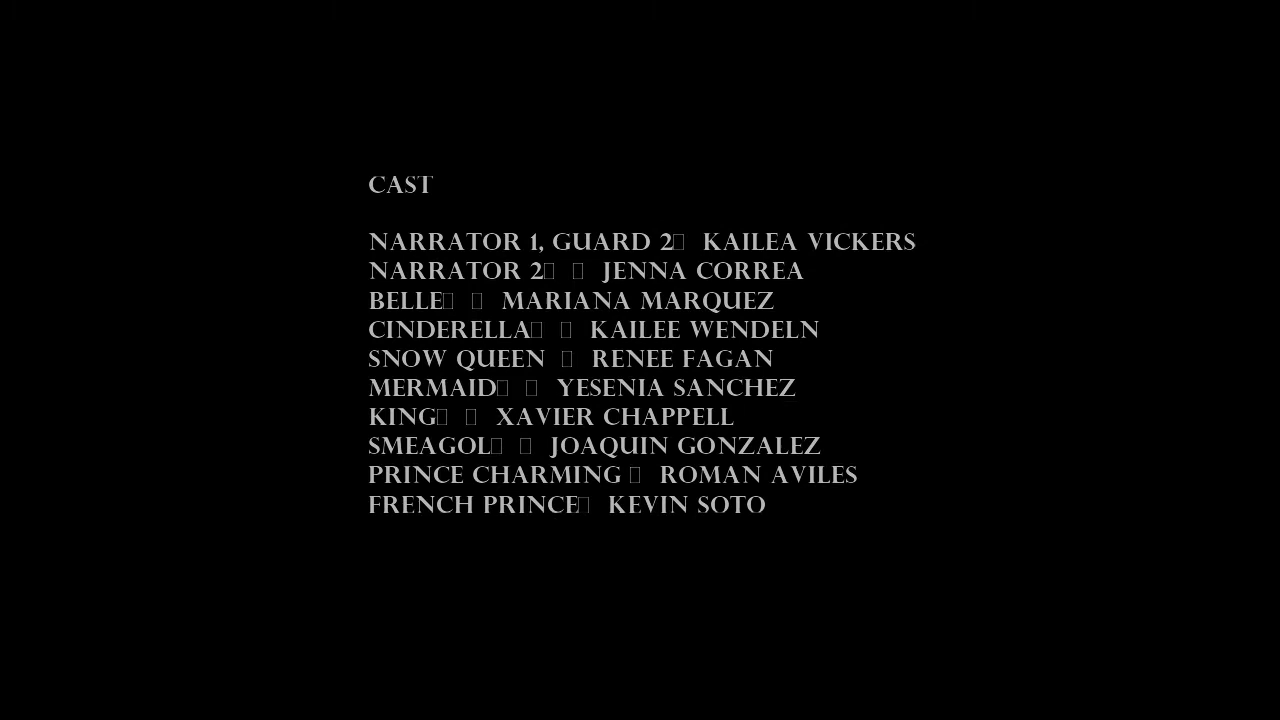 CAST
NARRATOR 1, GUARD 2□ KAILEA VICKERS
NARRATOR 2□ □ JENNA CORREA
BELLE□ □ MARIANA MARQUEZ
CINDERELLA□ □ KAILEE WENDELN
SNOW QUEEN □ RENEE FAGAN
MERMAID□ □ YESENIA SANCHEZ
KING□ □ XAVIER CHAPPELL
SMEAGOL□ □ JOAQUIN GONZALEZ
PRINCE CHARMING □ ROMAN AVILES
FRENCH PRINCE□ KEVIN SOTO